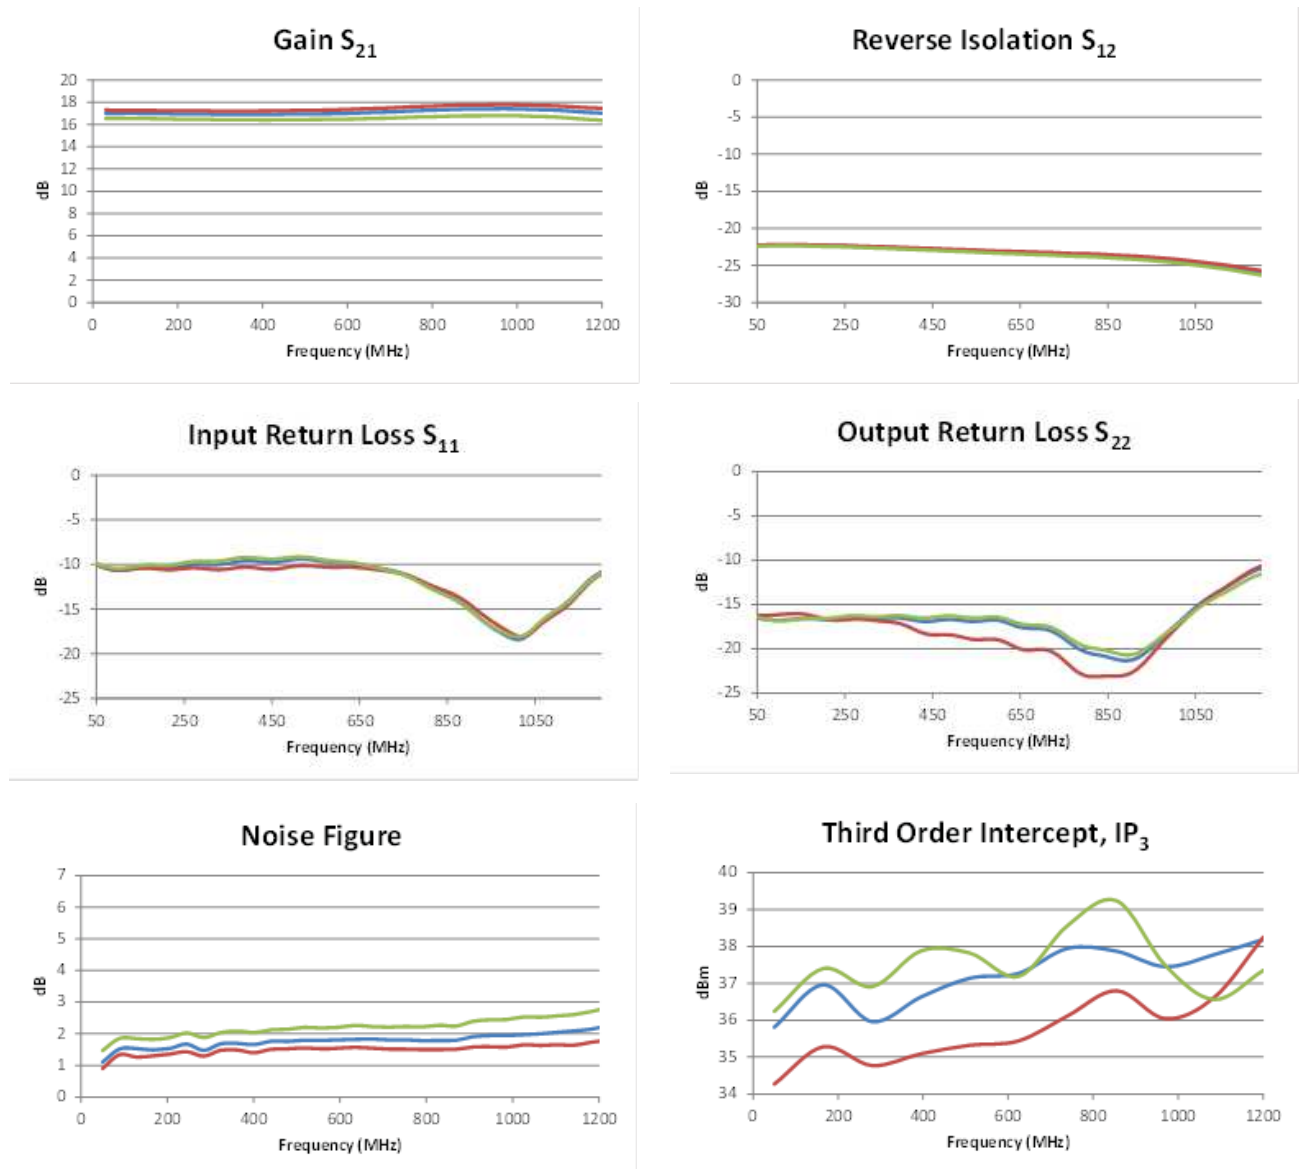 Gain S21
20
18
16
14
12
10
8
6
4
2
0
dB
0 200 400 600 800 1000 1200
Frequency (MHz)
Reverse Isolation S12
0
-5
-10
-15
-20
-25
-30
dB
50 250 450 650 850 1050
Frequency (MHz)
Input Return Loss S11
0
-5
-10
-15
-20
-25
dB
50 250 450 650 850 1050
Frequency (MHz)
Output Return Loss S22
0
-5
-10
-15
-20
-25
dB
50 250 450 650 850 1050
Frequency (MHz)
Noise Figure
7
6
5
4
3
2
1
0
dB
0 200 400 600 800 1000 1200
Frequency (MHz)
Third Order Intercept, IP3
40
39
38
37
36
35
34
dBm
0 200 400 600 800 1000 1200
Frequency (MHz)